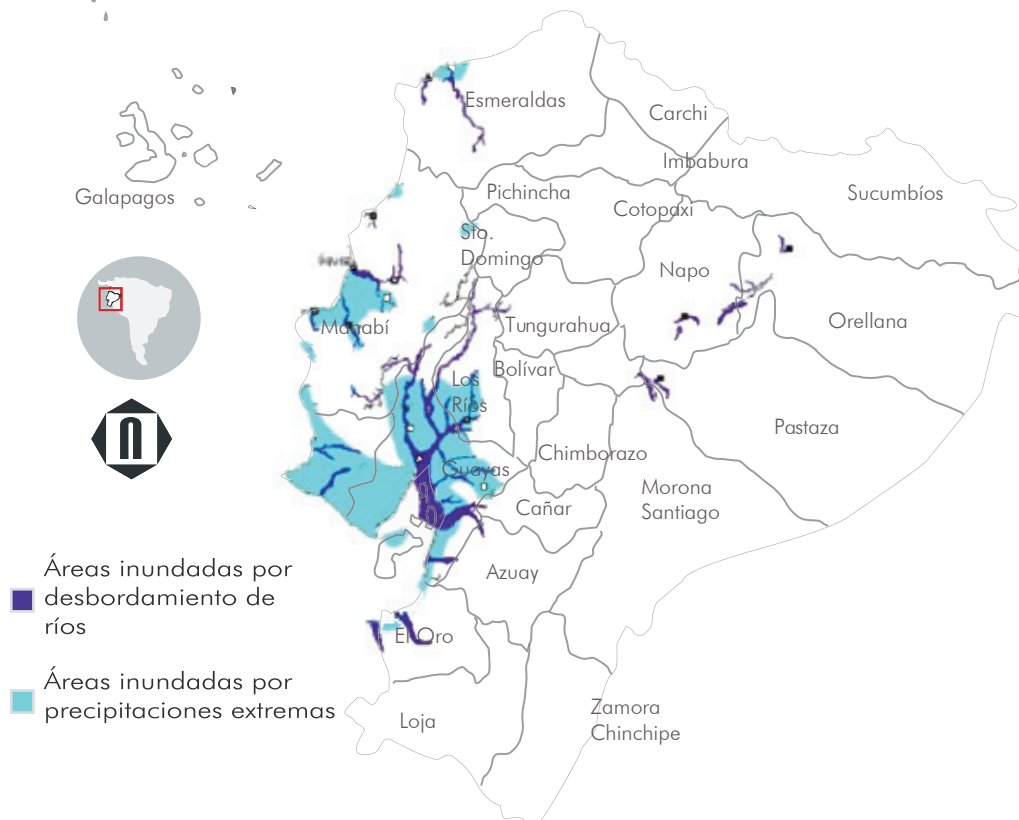 Esmeraldas
Carchi
Imbabura
Pichincha
Sucumbíos
Galapagos
Cotopaxi
Sto.
Domingo
Napo
Manabí
Tungurahua
Orellana
Bolívar
Los
Ríos
Pastaza
Chimborazo
Guayas
Morona
Santiago
Cañar
Azuay
Áreas inundadas por
desbordamiento de
ríos
El Oro
Áreas inundadas por
precipitaciones extremas
Loja
Zamora
Chinchipe